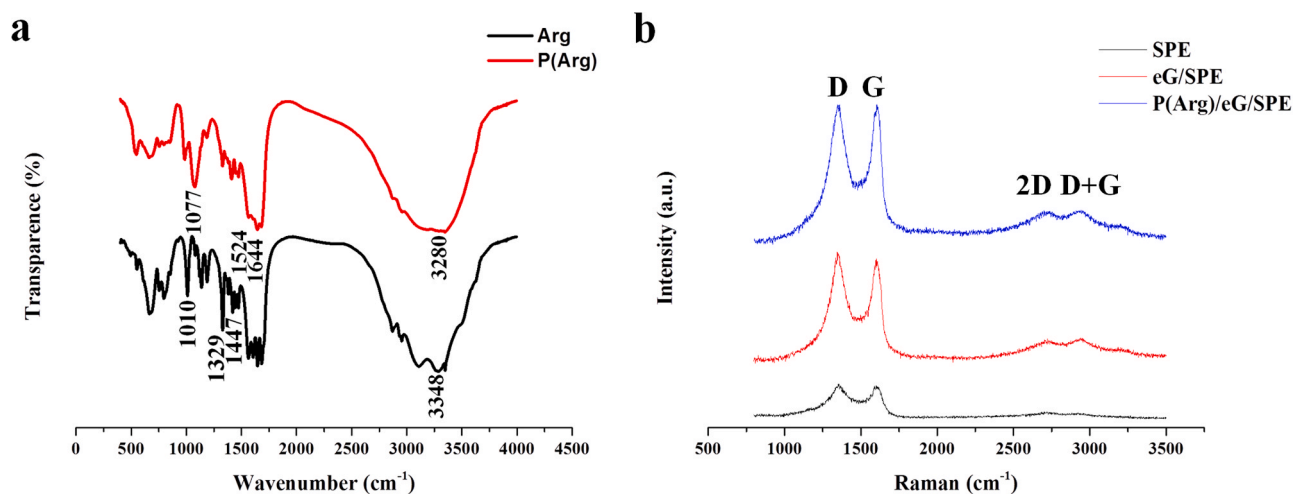 a
Arg
P(Arg)
1077
1524
1644
3280
1010
1329
1447
3348
Transparence (%)
0 500 1000 1500 2000 2500 3000 3500 4000 4500
Wavenumber (cm⁻¹)
b
SPE
eG/SPE
P(Arg)/eG/SPE
D G
2D D+G
Intensity (a.u.)
500 1000 1500 2000 2500 3000 3500
Raman (cm⁻¹)